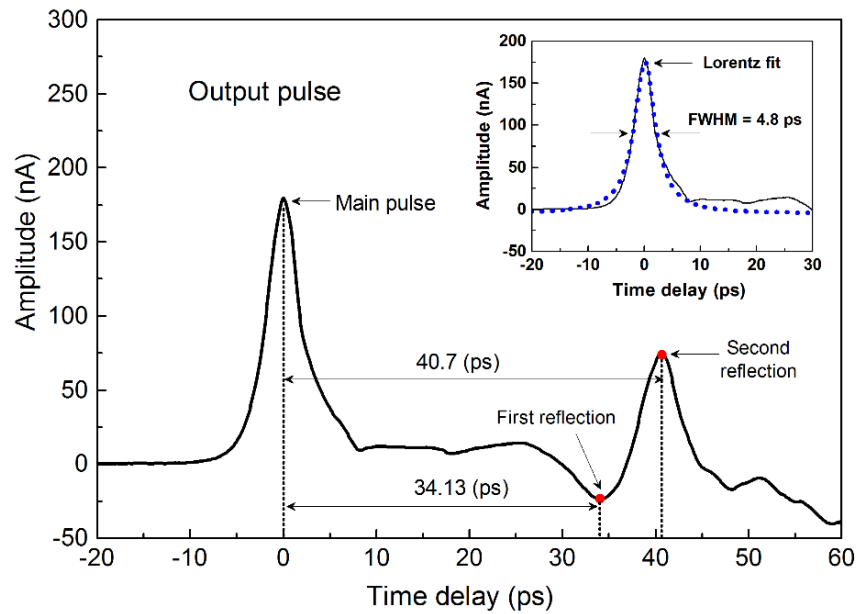 Output pulse
Main pulse
40.7 (ps)
34.13 (ps)
First reflection
Second
reflection
Amplitude (nA)
300
250
200
150
100
50
0
-50
-20
-10
0
10
20
30
40
50
60
Time delay (ps)
Lorentz fit
FWHM = 4.8 ps
Amplitude (nA)
200
150
100
50
0
-50
-20
-10
0
10
20
30
Time delay (ps)